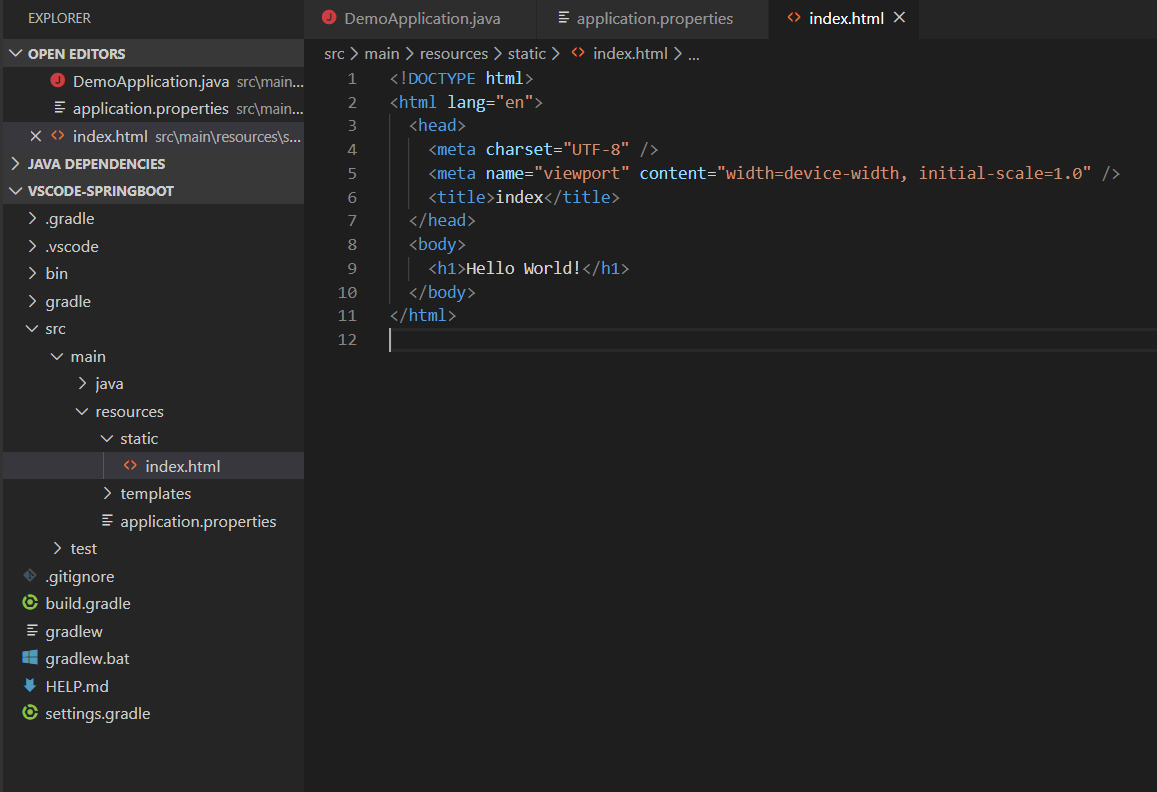 EXPLORER
OPEN EDITORS
DemoApplication.java src\main...
application.properties src\main...
index.html src\main\resources\s...
JAVA DEPENDENCIES
VSCODE-SPRINGBOOT
.gradle
.vscode
bin
gradle
src
main
java
resources
static
index.html
templates
application.properties
test
.gitignore
build.gradle
gradlew
gradlew.bat
HELP.md
settings.gradle
DemoApplication.java application.properties index.html
src > main > resources > static > index.html > ...
1 <!DOCTYPE html>
2 <html lang="en">
3 <head>
4 <meta charset="UTF-8" />
5 <meta name="viewport" content="width=device-width, initial-scale=1.0" />
6 <title>index</title>
7 </head>
8 <body>
9 <h1>Hello World!</h1>
10 </body>
11 </html>
12